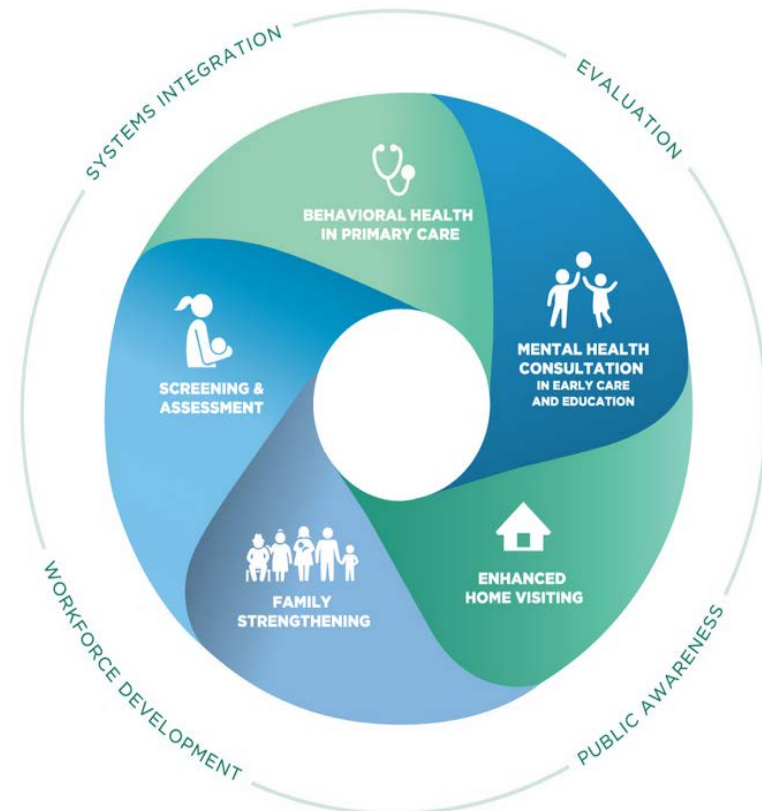 SYSTEMS INTEGRATION
EVALUATION
BEHAVIORAL HEALTH
IN PRIMARY CARE
MENTAL HEALTH
CONSULTATION
IN EARLY CARE
AND EDUCATION
SCREENING &
ASSESSMENT
ENHANCED
HOME VISITING
FAMILY
STRENGTHENING
WORKFORCE DEVELOPMENT
PUBLIC AWARENESS